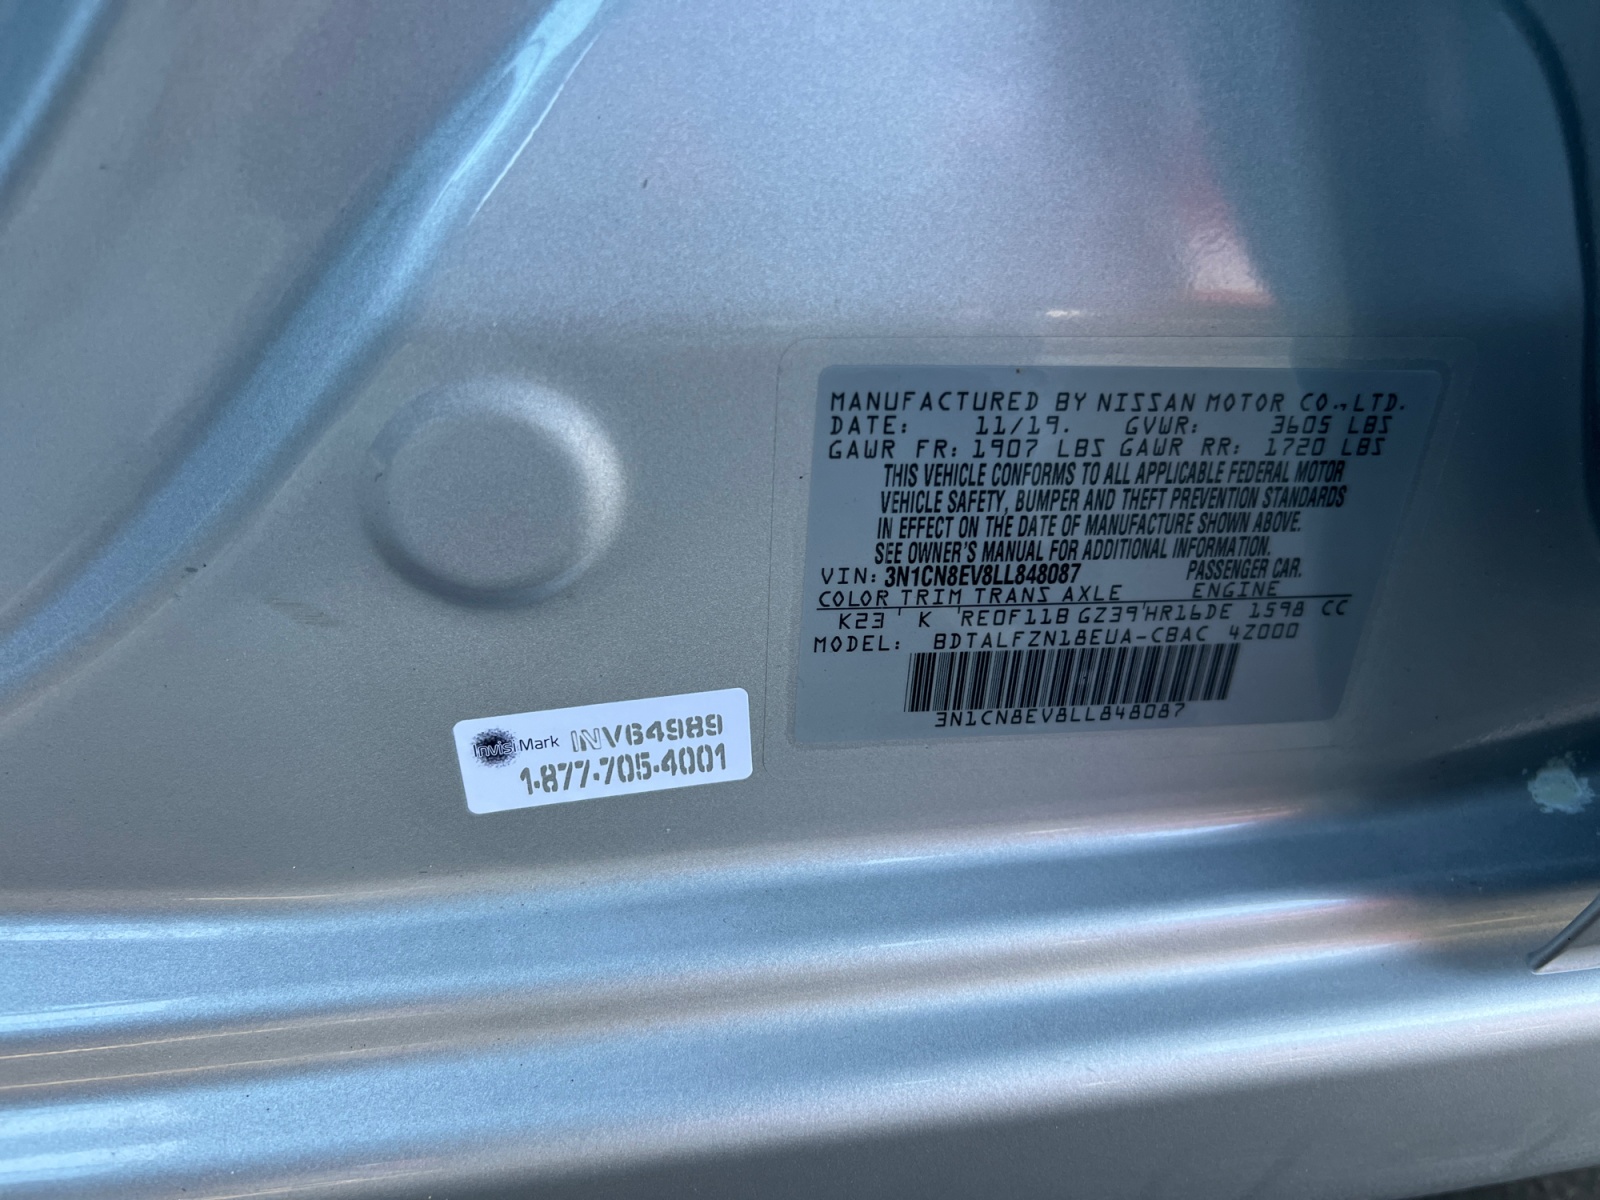 MANUFACTURED BY NISSAN MOTOR CO.,LTD.
DATE: 11/19. GVWR: 3605 LBS
GAWR FR: 1907 LBS GAWR RR: 1720 LBS
THIS VEHICLE CONFORMS TO ALL APPLICABLE FEDERAL MOTOR
VEHICLE SAFETY, BUMPER AND THEFT PREVENTION STANDARDS
IN EFFECT ON THE DATE OF MANUFACTURE SHOWN ABOVE.
SEE OWNER'S MANUAL FOR ADDITIONAL INFORMATION.
VIN: 3N1CN8EV8LL848087 PASSENGER CAR.
COLOR TRIM TRANS AXLE ENGINE
K23 ' K 'RE0F11B GZ39'HR16DE 1598 CC
MODEL: BDTALFZN18EUA-CBAC 4Z000
3N1CN8EV8LL848087
InvisiMark INV64989
1-877-705-4001